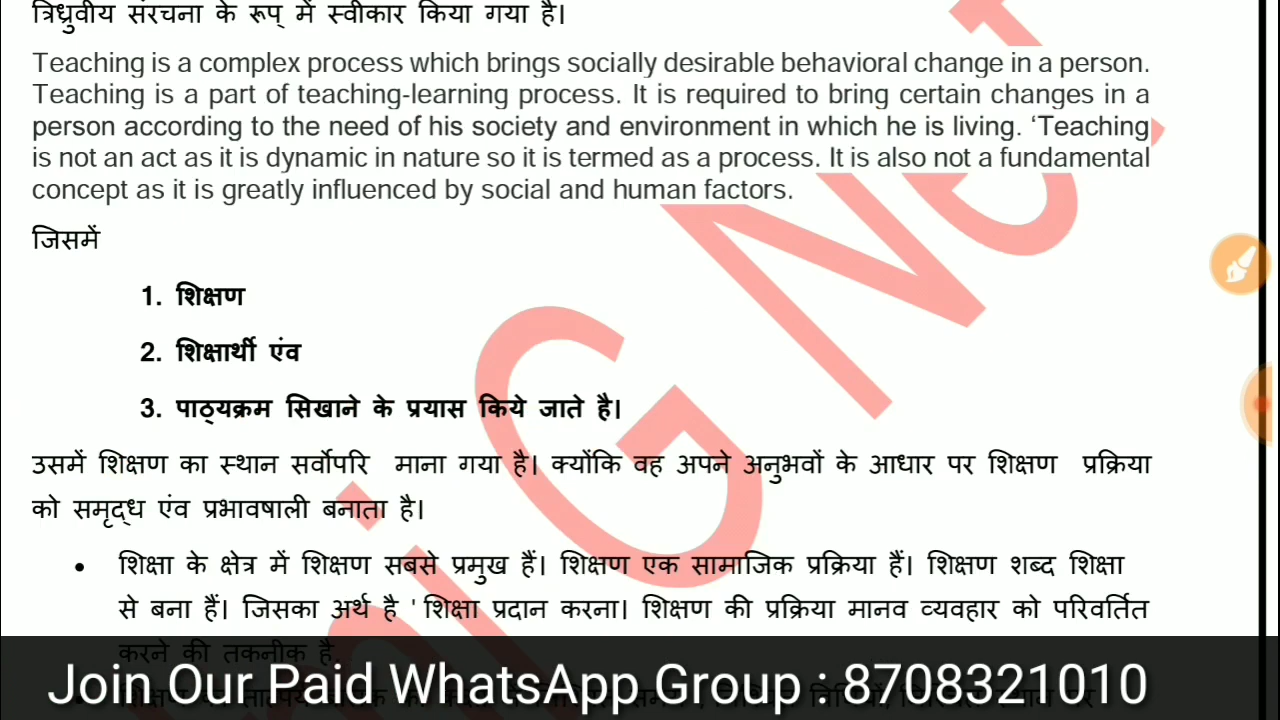 त्रिध्रुवीय संरचना के रूप् में स्वीकार किया गया है।
Teaching is a complex process which brings socially desirable behavioral change in a person.
Teaching is a part of teaching-learning process. It is required to bring certain changes in a
person according to the need of his society and environment in which he is living. ‘Teaching
is not an act as it is dynamic in nature so it is termed as a process. It is also not a fundamental
concept as it is greatly influenced by social and human factors.
जिसमें
1. शिक्षण
2. शिक्षार्थी एंव
3. पाठ्यक्रम सिखाने के प्रयास किये जाते है।
उसमें शिक्षण का स्थान सर्वोपरि माना गया है। क्योंकि वह अपने अनुभवों के आधार पर शिक्षण प्रक्रिया
को समृद्ध एंव प्रभावषाली बनाता है।
• शिक्षा के क्षेत्र में शिक्षण सबसे प्रमुख हैं। शिक्षण एक सामाजिक प्रक्रिया हैं। शिक्षण शब्द शिक्षा
से बना हैं। जिसका अर्थ है ' शिक्षा प्रदान करना। शिक्षण की प्रक्रिया मानव व्यवहार को परिवर्तित
करने की तकनीक है
Join Our Paid WhatsApp Group : 8708321010